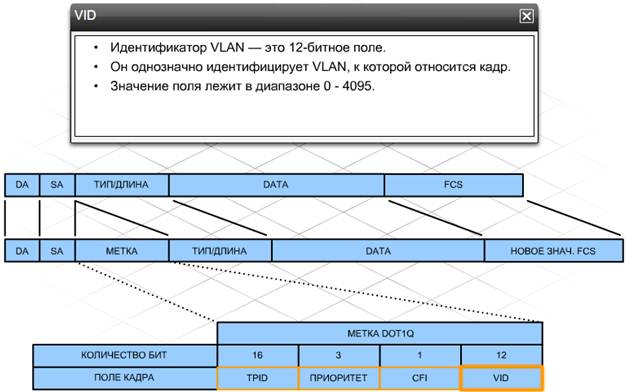 VID
• Идентификатор VLAN — это 12-битное поле.
• Он однозначно идентифицирует VLAN, к которой относится кадр.
• Значение поля лежит в диапазоне 0 - 4095.
DA SA ТИП/ДЛИНА DATA FCS
DA SA МЕТКА ТИП/ДЛИНА DATA НОВОЕ ЗНАЧ. FCS
МЕТКА DOT1Q
КОЛИЧЕСТВО БИТ 16 3 1 12
ПОЛЕ КАДРА TPID ПРИОРИТЕТ CFI VID